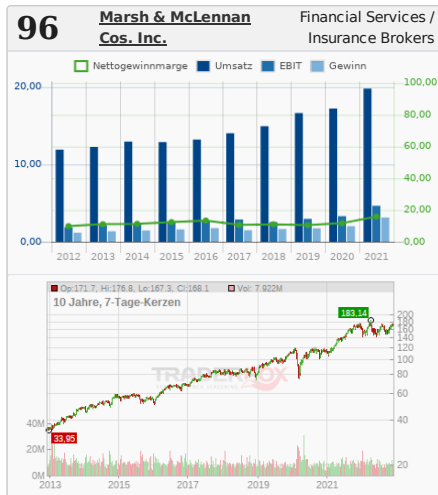 96
Marsh & McLennan
Cos. Inc.
Financial Services /
Insurance Brokers
Nettogewinnmarge Umsatz EBIT Gewinn
20,00 100,00
80,00
60,00
10,00
40,00
20,00
0,00 0,00
2012 2013 2014 2015 2016 2017 2018 2019 2020 2021
Op:171.7, Hi:176.8, Lo:167.3, Cl:168.1 Vol: 7.922M
10 Jahre, 7-Tage-Kerzen
183,14
200
180
160
140
120
100
80
60
40M 40
33,95
20M 20
0M
2013 2015 2017 2019 2021